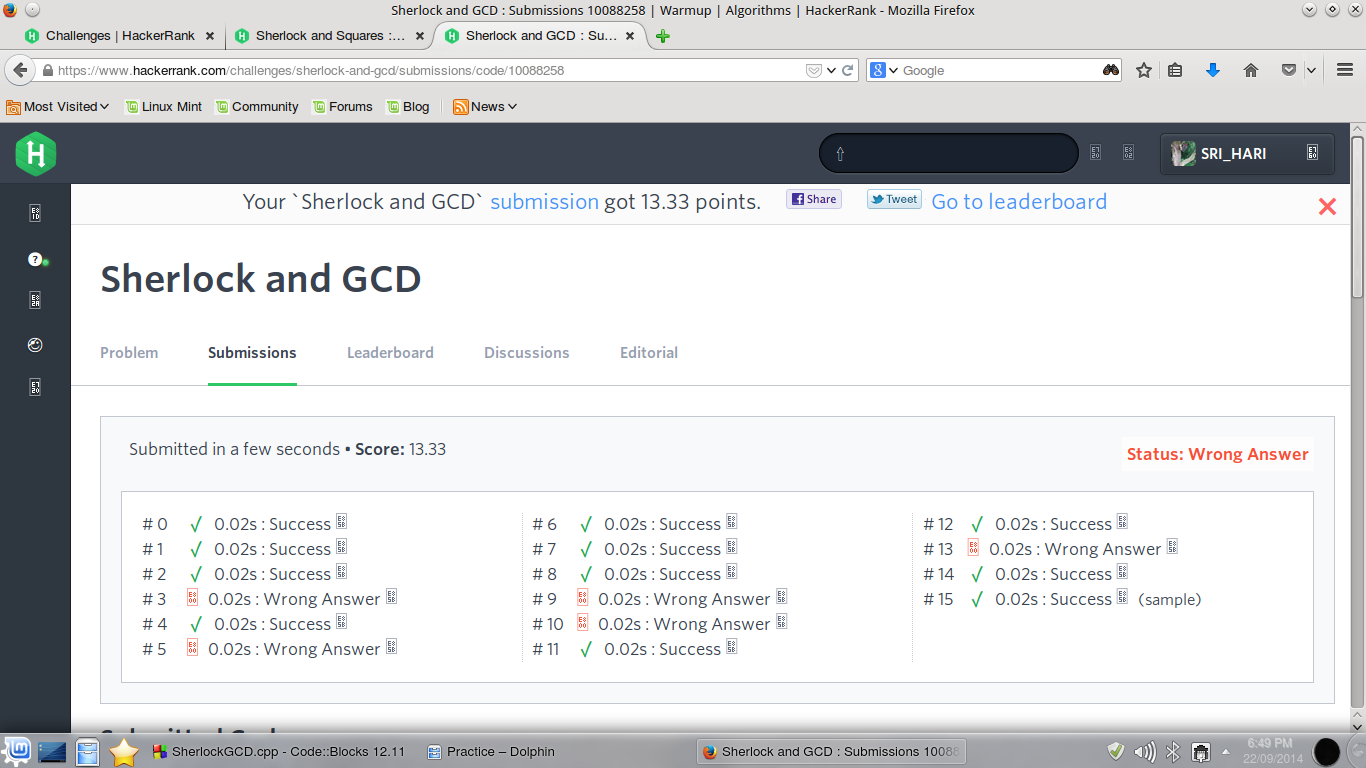 Sherlock and GCD : Submissions 10088258 | Warmup | Algorithms | HackerRank - Mozilla Firefox
Challenges | HackerRank
Sherlock and Squares :...
Sherlock and GCD : Su...
https://www.hackerrank.com/challenges/sherlock-and-gcd/submissions/code/10088258
Google
Most Visited
Linux Mint
Community
Forums
Blog
News
SRI_HARI
Your `Sherlock and GCD` submission got 13.33 points.
Share
Tweet
Go to leaderboard
Sherlock and GCD
Problem
Submissions
Leaderboard
Discussions
Editorial
Submitted in a few seconds • Score: 13.33
Status: Wrong Answer
# 0 √ 0.02s : Success
# 1 √ 0.02s : Success
# 2 √ 0.02s : Success
# 3 0.02s : Wrong Answer
# 4 √ 0.02s : Success
# 5 0.02s : Wrong Answer
# 6 √ 0.02s : Success
# 7 √ 0.02s : Success
# 8 √ 0.02s : Success
# 9 0.02s : Wrong Answer
# 10 0.02s : Wrong Answer
# 11 √ 0.02s : Success
# 12 √ 0.02s : Success
# 13 0.02s : Wrong Answer
# 14 √ 0.02s : Success
# 15 √ 0.02s : Success (sample)
SherlockGCD.cpp - Code::Blocks 12.11
Practice – Dolphin
Sherlock and GCD : Submissions 10088
6:49 PM
22/09/2014